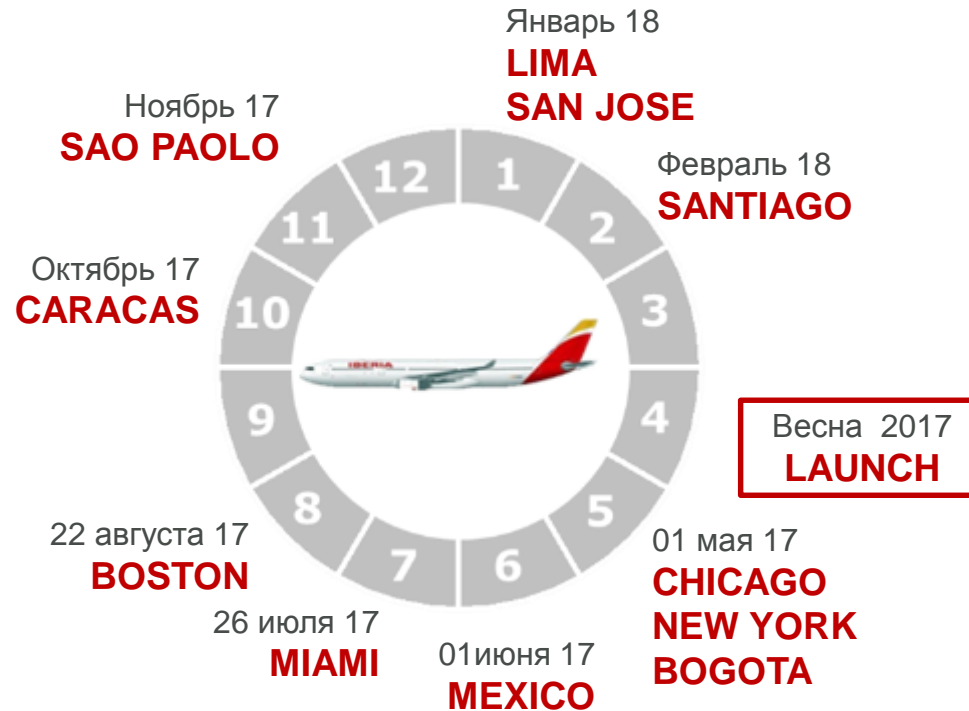 Январь 18
LIMA
SAN JOSE
Ноябрь 17
SAO PAOLO
Февраль 18
SANTIAGO
Октябрь 17
CARACAS
12
1
11
2
10
3
9
4
8
5
7
6
IBERIA
Весна 2017
LAUNCH
22 августа 17
BOSTON
01 мая 17
CHICAGO
NEW YORK
BOGOTA
26 июля 17
MIAMI
01июня 17
MEXICO